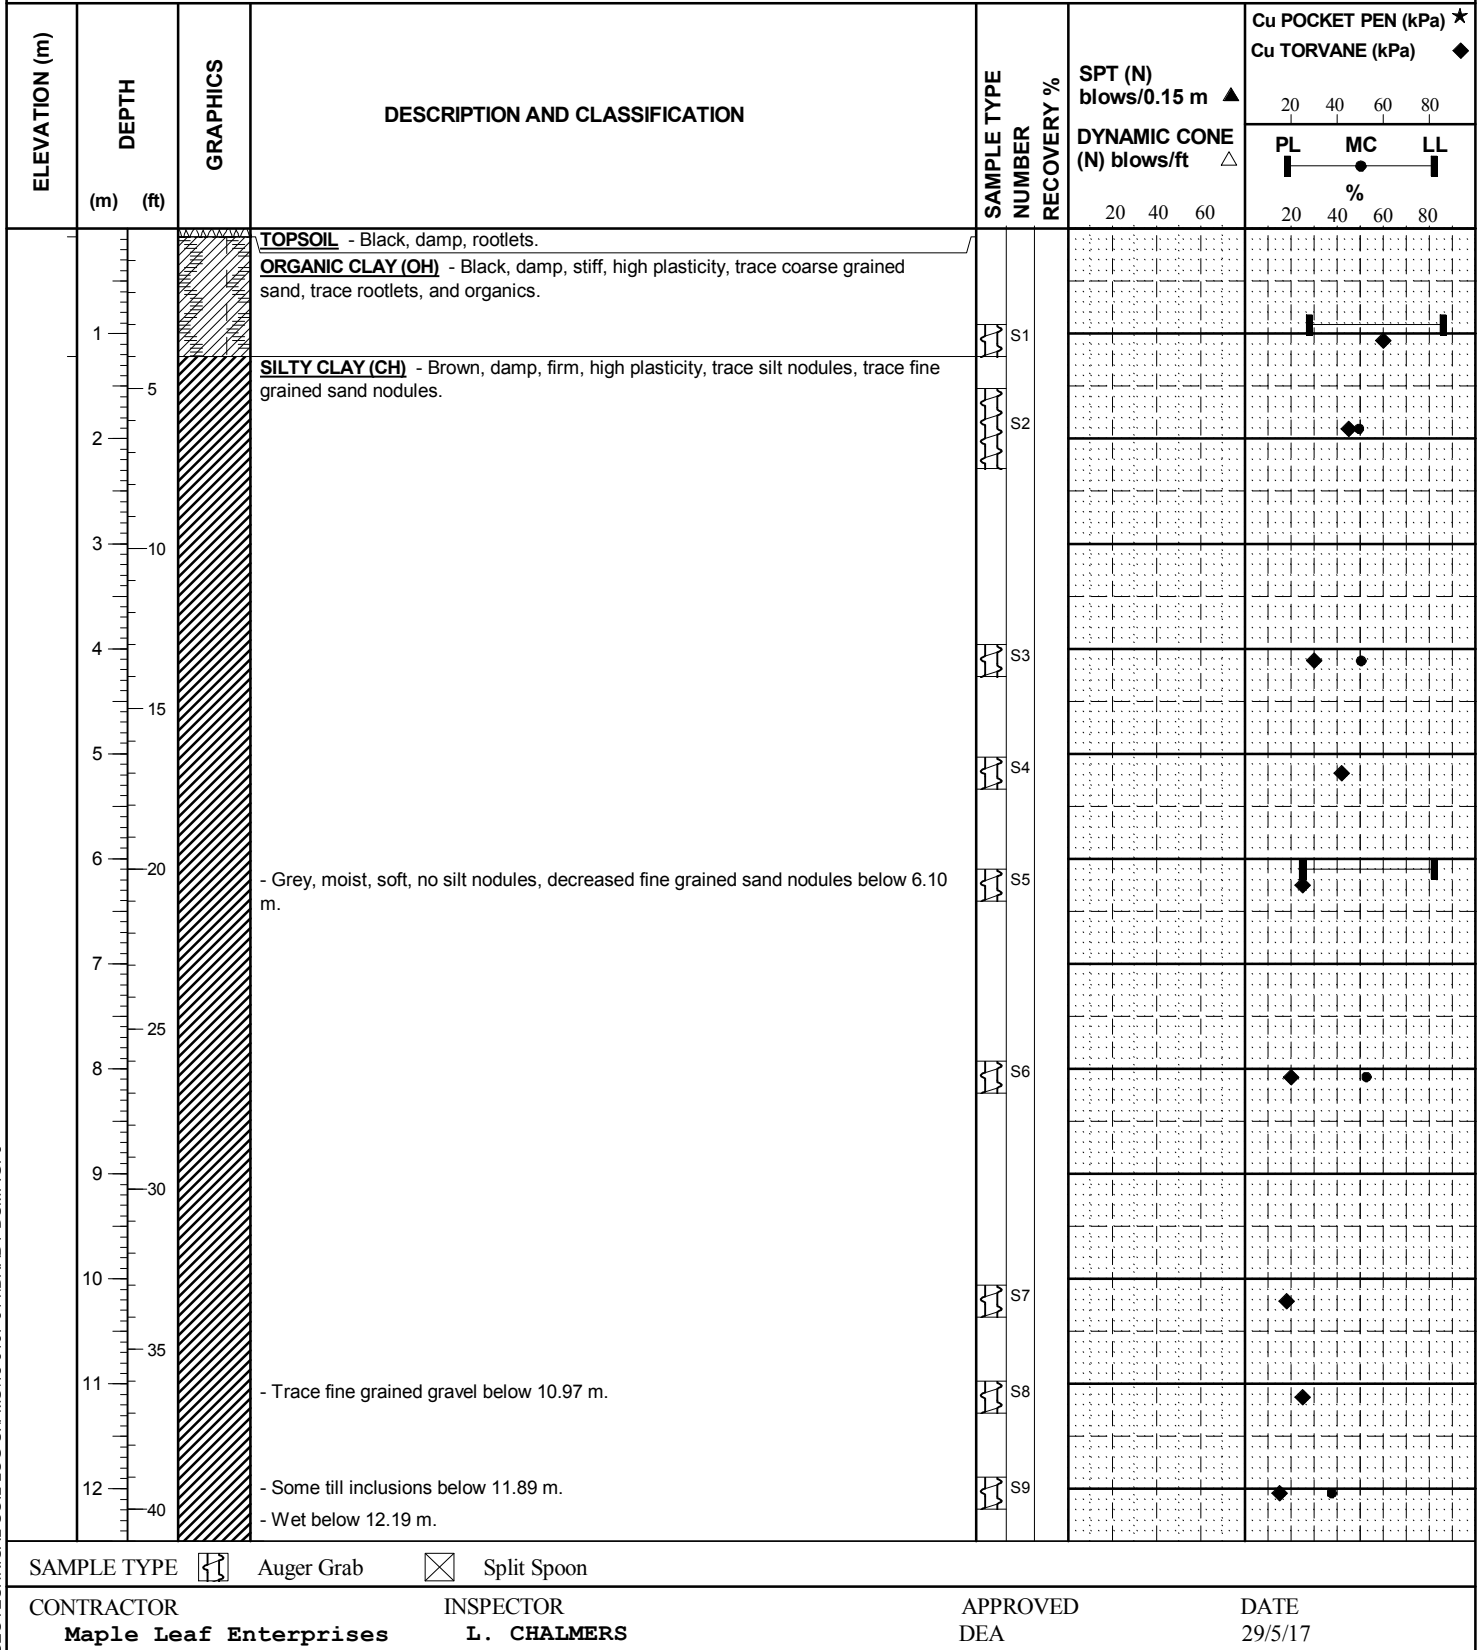 Cu POCKET PEN (kPa) ★
Cu TORVANE (kPa) ◆
20 40 60 80
ELEVATION (m)
DEPTH
(m) (ft)
GRAPHICS
DESCRIPTION AND CLASSIFICATION
SAMPLE TYPE
NUMBER
RECOVERY %
SPT (N)
blows/0.15 m ▲
DYNAMIC CONE
(N) blows/ft △
20 40 60
PL MC LL
%
20 40 60 80
TOPSOIL - Black, damp, rootlets.
ORGANIC CLAY (OH) - Black, damp, stiff, high plasticity, trace coarse grained
sand, trace rootlets, and organics.
1
S1
SILTY CLAY (CH) - Brown, damp, firm, high plasticity, trace silt nodules, trace fine
grained sand nodules.
5
S2
2
3
10
4
S3
15
5
S4
6
20
- Grey, moist, soft, no silt nodules, decreased fine grained sand nodules below 6.10
m.
S5
7
25
8
S6
9
30
10
S7
35
11
- Trace fine grained gravel below 10.97 m.
S8
12
- Some till inclusions below 11.89 m.
S9
40
- Wet below 12.19 m.
SAMPLE TYPE Auger Grab Split Spoon
CONTRACTOR INSPECTOR APPROVED DATE
Maple Leaf Enterprises L. CHALMERS DEA 29/5/17